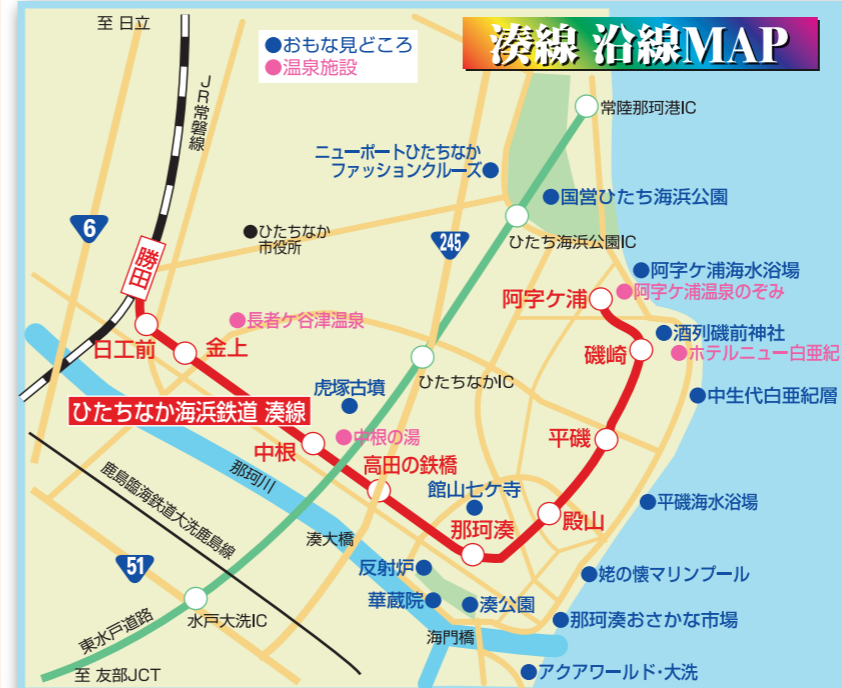 湊線 沿線MAP
至 日立
●おもな見どころ
●温泉施設
JR常磐線
常陸那珂港IC
ニューポートひたちなか
ファッションクルーズ
国営ひたち海浜公園
6
ひたちなか
市役所
245
ひたち海浜公園IC
勝田
阿字ケ浦海水浴場
阿字ケ浦
阿字ケ浦温泉のぞみ
長者ケ谷津温泉
酒列磯前神社
日工前
金上
磯崎
ホテルニュー白亜紀
ひたちなかIC
虎塚古墳
中生代白亜紀層
ひたちなか海浜鉄道 湊線
中根
中根の湯
平磯
高田の鉄橋
那珂川
館山七ケ寺
平磯海水浴場
鹿島臨海鉄道大洗鹿島線
那珂湊
殿山
湊大橋
51
反射炉
姥の懐マリンプール
華蔵院
湊公園
水戸大洗IC
那珂湊おさかな市場
東水戸道路
海門橋
至 友部JCT
アクアワールド・大洗